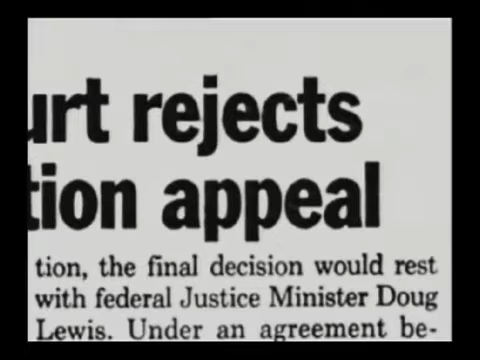 urt rejects
tion appeal
tion, the final decision would rest
with federal Justice Minister Doug
Lewis. Under an agreement be-